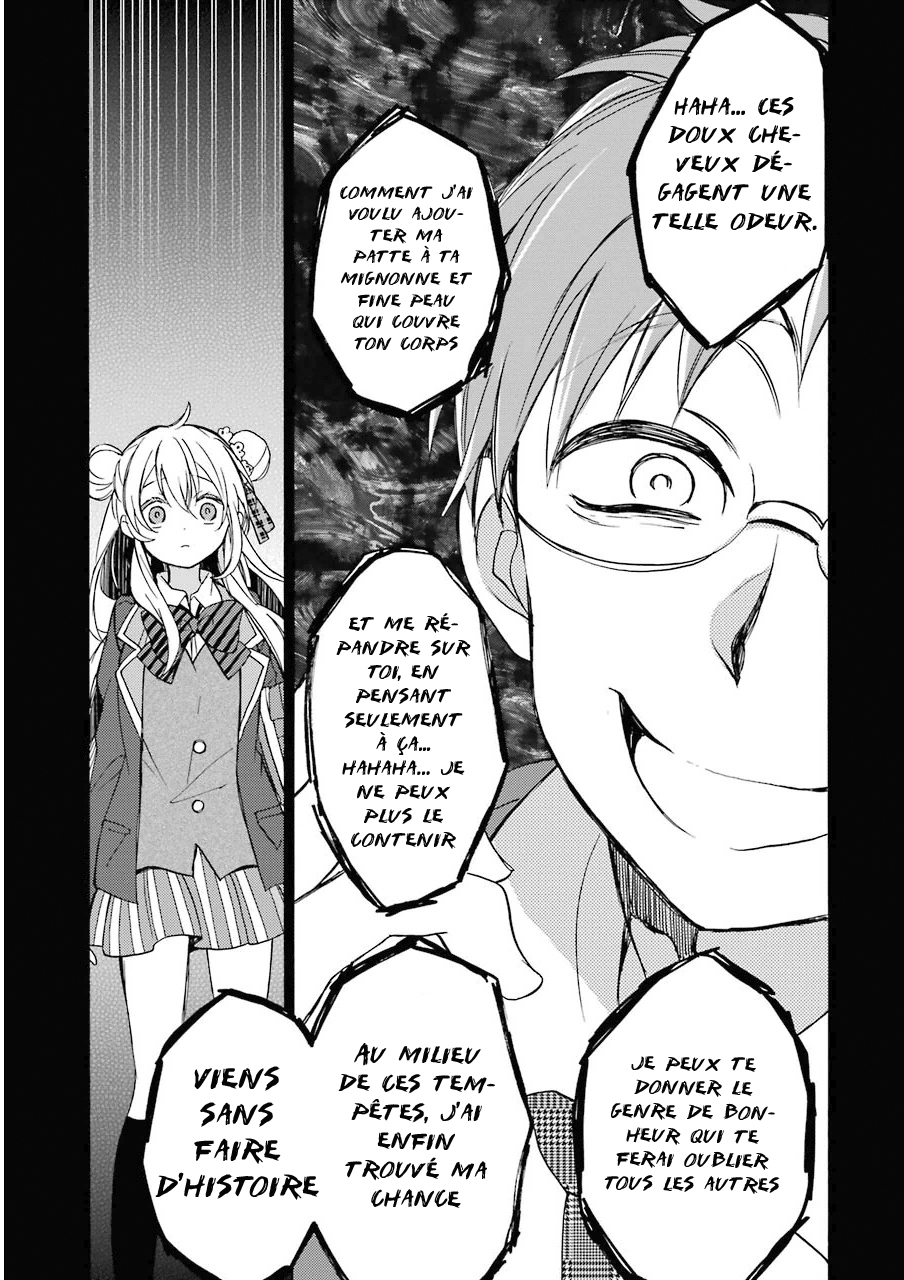 HAHA... CES
DOUX CHE-
VEUX DÉ-
GAGENT UNE
TELLE ODEUR.
COMMENT J'AI
VOULU AJOU-
TER MA
PATTE À TA
MIGNONNE ET
FINE PEAU
QUI COUVRE
TON CORPS
ET ME RÉ-
PANDRE SUR
TOI, EN
PENSANT
SEULEMENT
À ÇA...
HAHAHA... JE
NE PEUX
PLUS LE
CONTENIR
JE PEUX TE
DONNER LE
GENRE DE BON-
HEUR QUI TE
FERAI OUBLIER
TOUS LES AUTRES
AU MILIEU
DE CES TEM-
PÊTES, J'AI
ENFIN
TROUVÉ MA
CHANCE
VIENS
SANS
FAIRE
D'HISTOIRE